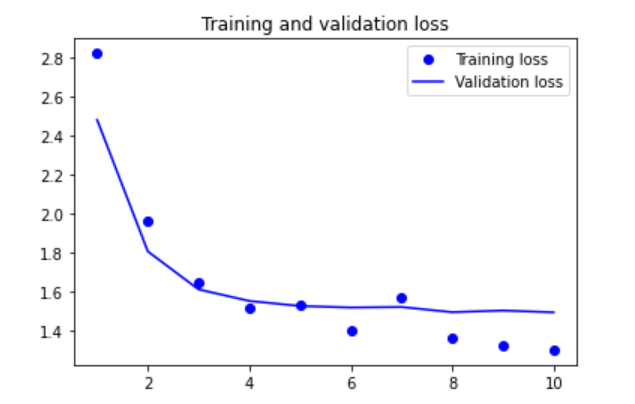 Training and validation loss
Training loss
Validation loss
2.8
2.6
2.4
2.2
2.0
1.8
1.6
1.4
2 4 6 8 10